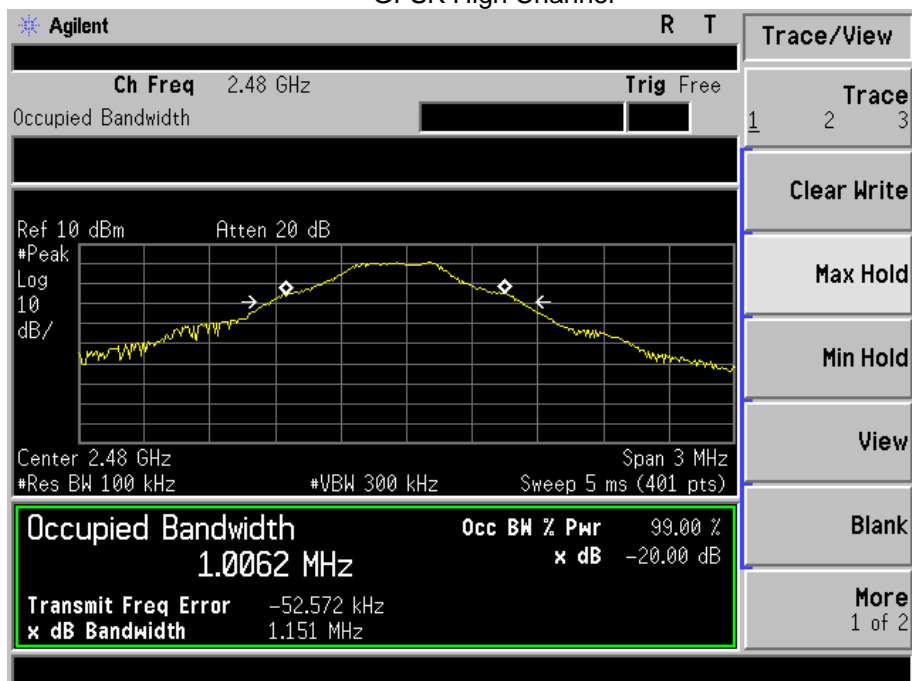 Agilent R T
Trace/View
Ch Freq 2.48 GHz Trig Free
Occupied Bandwidth
Trace
1 2 3
Clear Write
Ref 10 dBm Atten 20 dB
#Peak
Log
10
dB/
Max Hold
Min Hold
View
Center 2.48 GHz Span 3 MHz
#Res BW 100 kHz #VBW 300 kHz Sweep 5 ms (401 pts)
Occupied Bandwidth Occ BW % Pwr 99.00 %
1.0062 MHz x dB -20.00 dB
Blank
Transmit Freq Error -52.572 kHz
x dB Bandwidth 1.151 MHz
More
1 of 2